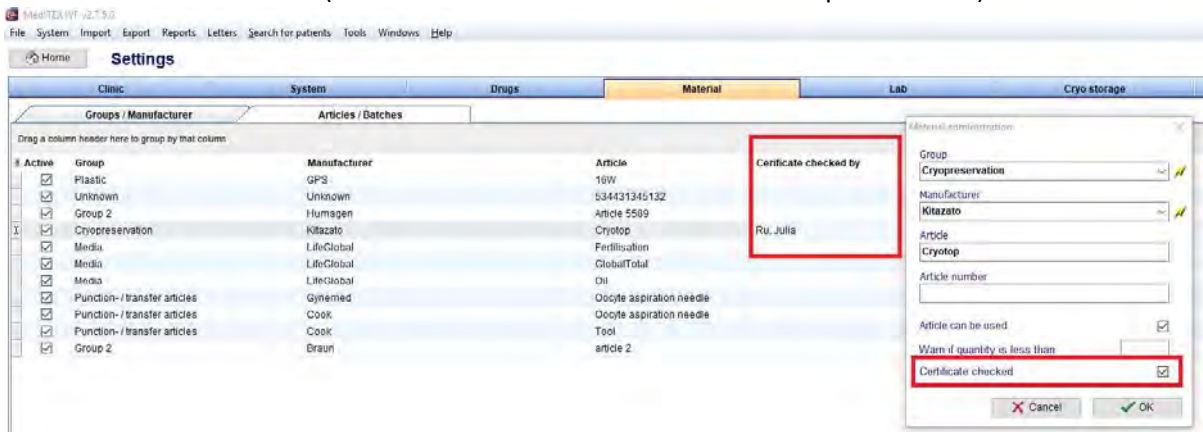 MediTEX IVF v2.7.5.0
File System Import Export Reports Letters Search for patients Tools Windows Help
Home Settings
Clinic System Drugs Material Lab Cryo storage
Groups / Manufacturer Articles / Batches
Drag a column header here to group by that column
Active Group Manufacturer Article Cerificate checked by
Plastic GPS 16W
Unknown Unknown 534431345132
Group 2 Humagen Article 5589
Cryopreservation Kitazato Cryotop Ru, Julia
Media LifeGlobal Fertilisation
Media LifeGlobal GlobalTotal
Media LifeGlobal Oil
Punction- / transfer articles Gynemed Oocyte aspiration needle
Punction- / transfer articles Cook Oocyte aspiration needle
Punction- / transfer articles Cook Tool
Group 2 Braun article 2
Material administration
Group
Cryopreservation
Manufacturer
Kitazato
Article
Cryotop
Article number
Article can be used
Warn if quantity is less than
Certificate checked
Cancel OK